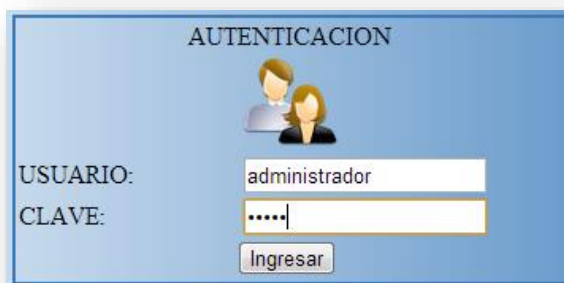 AUTENTICACION
USUARIO: administrador
CLAVE: •••••
Ingresar